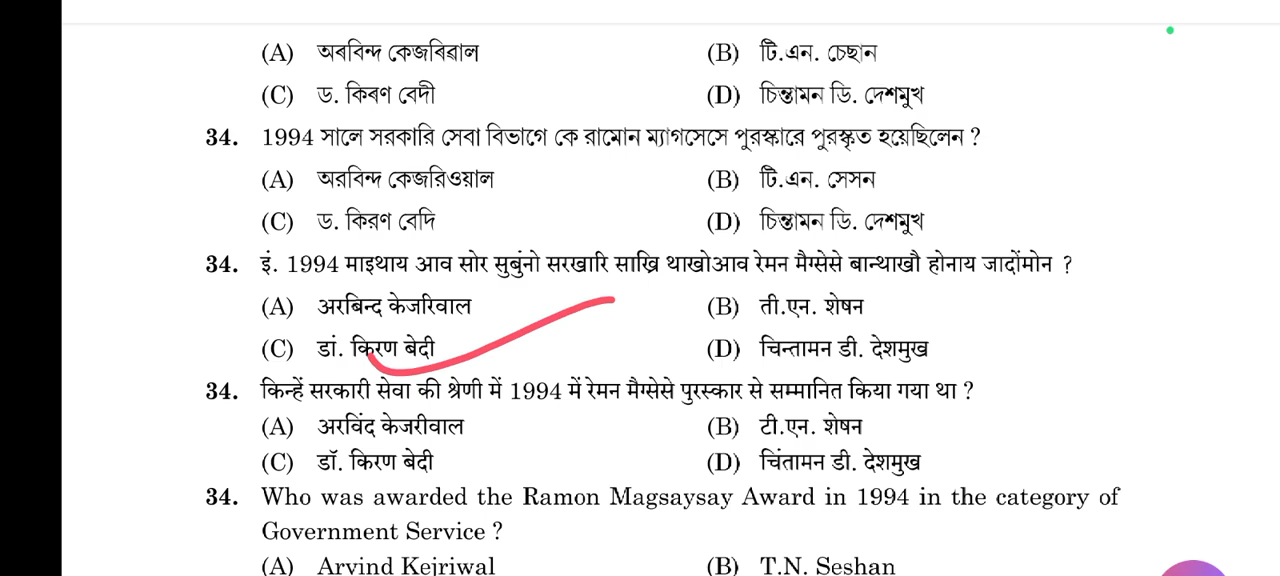 (A) অৰবিন্দ কেজৰিৱাল (B) টি.এন. চেছান
(C) ড. কিৰণ বেদী (D) চিন্তামন ডি. দেশমুখ
34. 1994 সালে সরকারি সেবা বিভাগে কে রামোন ম্যাগসেসে পুরস্কারে পুরস্কৃত হয়েছিলেন ?
(A) অরবিন্দ কেজরিওয়াল (B) টি.এন. সেসন
(C) ড. কিরণ বেদি (D) চিন্তামন ডি. দেশমুখ
34. इं. 1994 माइथाय आव सोर सुबुंनो सरखारि साख्रि थाखोआव रेमन मैग्सेसे बान्थाखौ होनाय जादोंमोन ?
(A) अरबिन्द केजरिवाल (B) ती.एन. शेषन
(C) डां. किरण बेदी (D) चिन्तामन डी. देशमुख
34. किन्हें सरकारी सेवा की श्रेणी में 1994 में रेमन मैग्सेसे पुरस्कार से सम्मानित किया गया था ?
(A) अरविंद केजरीवाल (B) टी.एन. शेषन
(C) डॉ. किरण बेदी (D) चिंतामन डी. देशमुख
34. Who was awarded the Ramon Magsaysay Award in 1994 in the category of
Government Service ?
(A) Arvind Kejriwal (B) T.N. Seshan